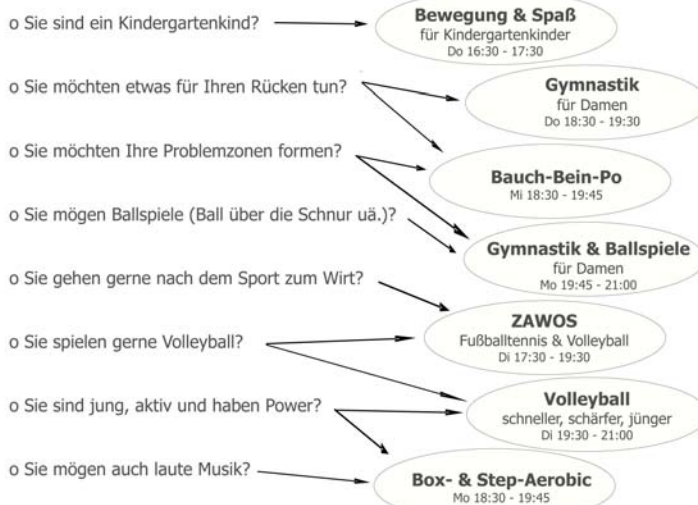 o Sie sind ein Kindergartenkind?
Bewegung & Spaß
für Kindergartenkinder
Do 16:30 - 17:30
o Sie möchten etwas für Ihren Rücken tun?
Gymnastik
für Damen
Do 18:30 - 19:30
o Sie möchten Ihre Problemzonen formen?
Bauch-Bein-Po
Mi 18:30 - 19:45
o Sie mögen Ballspiele (Ball über die Schnur uä.)?
Gymnastik & Ballspiele
für Damen
Mo 19:45 - 21:00
o Sie gehen gerne nach dem Sport zum Wirt?
ZAWOS
Fußballtennis & Volleyball
Di 17:30 - 19:30
o Sie spielen gerne Volleyball?
Volleyball
schneller, schärfer, jünger
Di 19:30 - 21:00
o Sie sind jung, aktiv und haben Power?
o Sie mögen auch laute Musik?
Box- & Step-Aerobic
Mo 18:30 - 19:45